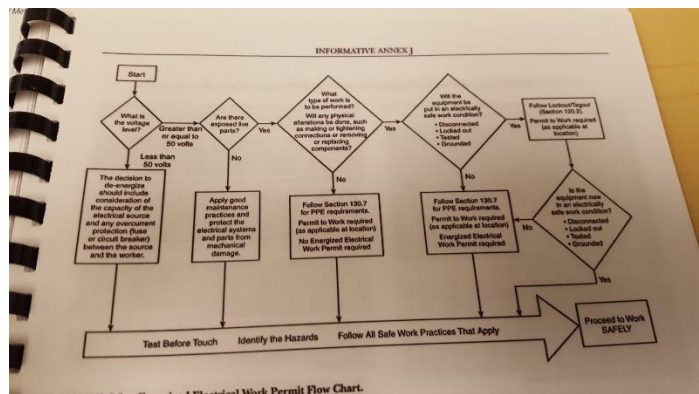 INFORMATIVE ANNEX J
Start
What is
the voltage
level?
Greater than
or equal to
50 volts
Less than
50 volts
The decision to
de-energize
should include
consideration of
the capacity of the
electrical source
and any overcurrent
protection (fuse
or circuit breaker)
between the source
and the worker.
Are there
exposed live
parts?
Yes
No
Apply good
maintenance
practices and
protect the
electrical systems
and parts from
mechanical
damage.
What
type of work is
to be performed?
Will any physical
alterations be done, such
as making or tightening
connections or removing
or replacing
components?
Yes
No
Follow Section 130.7
for PPE requirements.
Permit to Work required
(as applicable at location)
No Energized Electrical
Work Permit required
Will the
equipment be
put in an electrically
safe work condition?
• Disconnected
• Locked out
• Tested
• Grounded
Yes
No
Follow Section 130.7
for PPE requirements.
Permit to Work required
(as applicable at location)
Energized Electrical
Work Permit required
Follow Lockout/Tagout
(Section 120.2).
Permit to Work required
(as applicable at
location)
Is the
equipment now
in an electrically
safe work condition?
• Disconnected
• Locked out
• Tested
• Grounded
No
Yes
Test Before Touch Identify the Hazards Follow All Safe Work Practices That Apply
Proceed to Work
SAFELY
Electrical Work Permit Flow Chart.